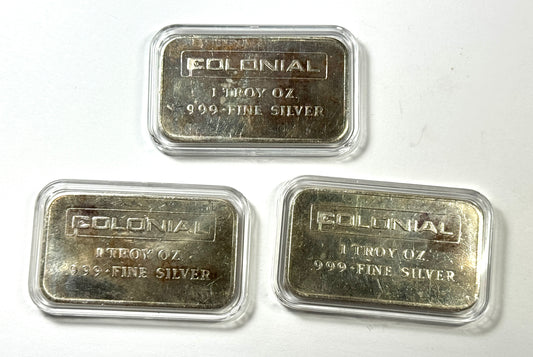 COLONIAL
1 TROY OZ.
999-FINE SILVER
COLONIAL
1 TROY OZ
999-FINE SILVER
COLONIAL
1 TROY OZ.
999-FINE SILVER